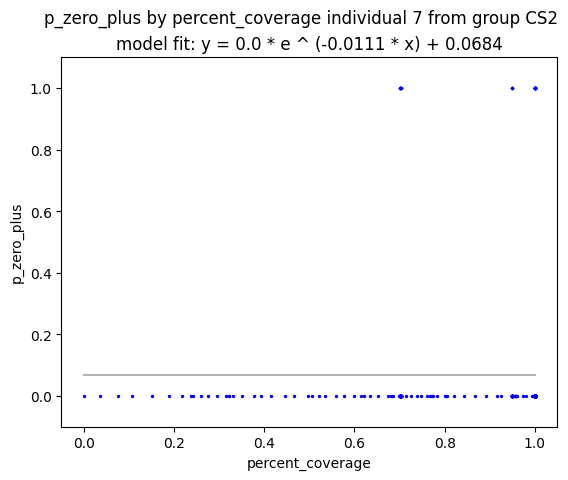 p_zero_plus by percent_coverage individual 7 from group CS2
model fit: y = 0.0 * e ^ (-0.0111 * x) + 0.0684
1.0
0.8
0.6
0.4
0.2
0.0
p_zero_plus
0.0 0.2 0.4 0.6 0.8 1.0
percent_coverage